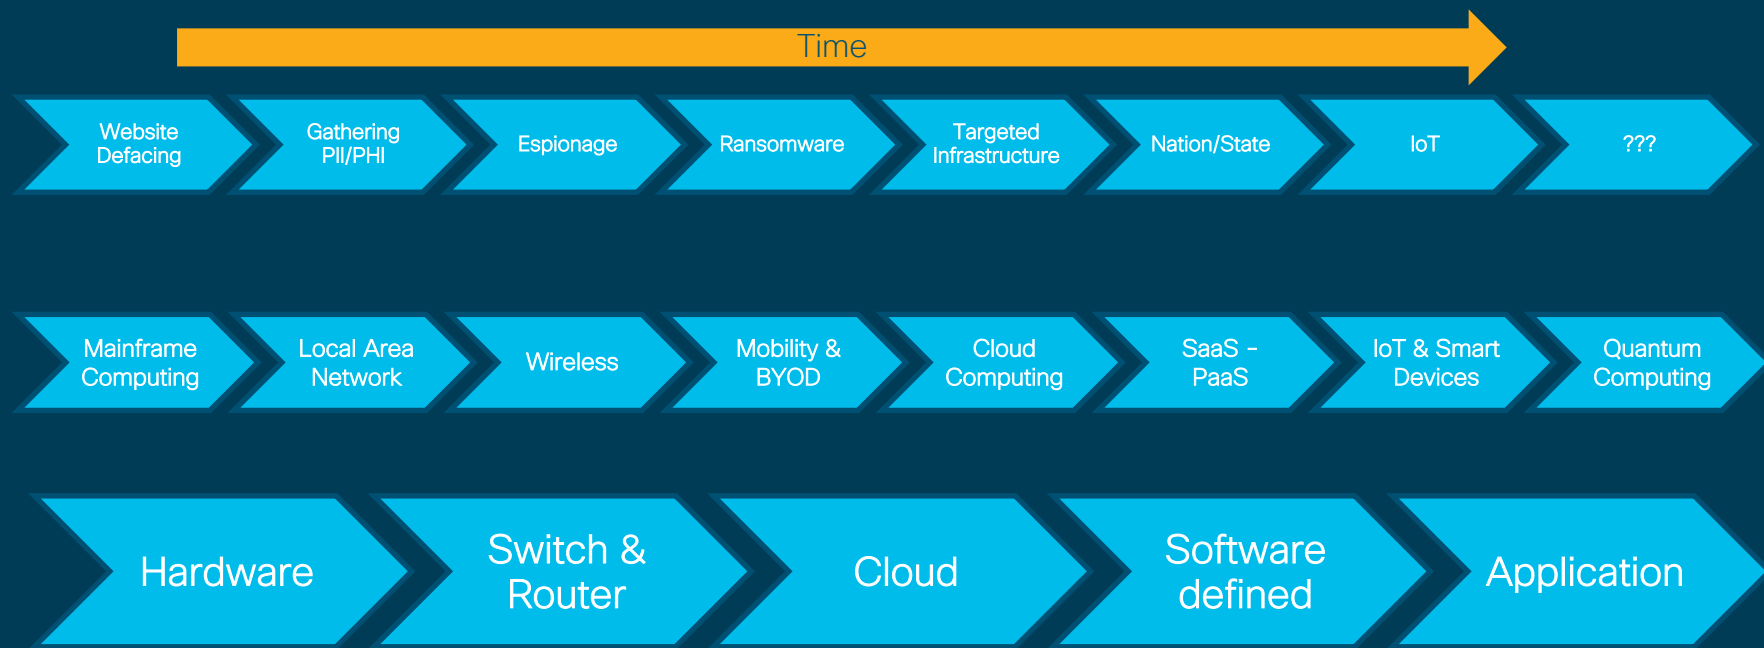 Time
Website
Defacing
Gathering
PII/PHI
Espionage
Ransomware
Targeted
Infrastructure
Nation/State
IoT
???
Mainframe
Computing
Local Area
Network
Wireless
Mobility &
BYOD
Cloud
Computing
SaaS -
PaaS
IoT & Smart
Devices
Quantum
Computing
Hardware
Switch &
Router
Cloud
Software
defined
Application